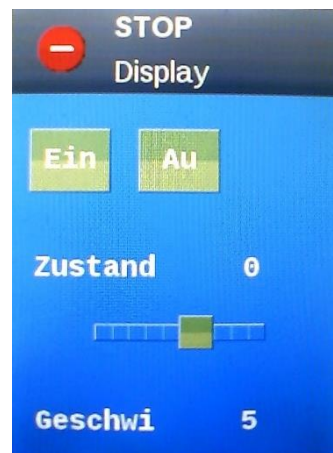 STOP
Display
Ein Au
Zustand 0
Geschwi 5